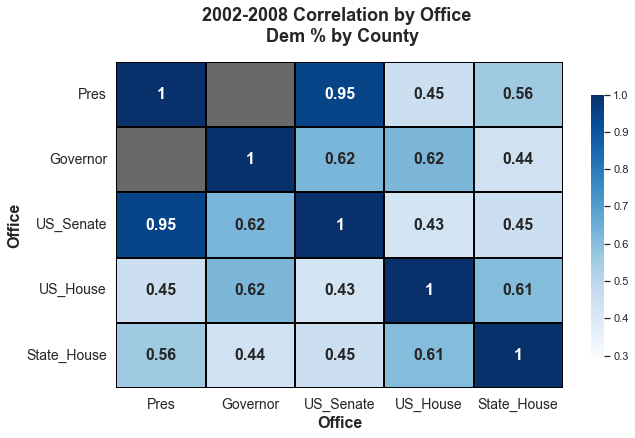 2002-2008 Correlation by Office
Dem % by County
Pres 1 0.95 0.45 0.56
Governor 1 0.62 0.62 0.44
US_Senate 0.95 0.62 1 0.43 0.45
US_House 0.45 0.62 0.43 1 0.61
State_House 0.56 0.44 0.45 0.61 1
Pres Governor US_Senate US_House State_House
Office
Office
1.0
0.9
0.8
0.7
0.6
0.5
0.4
0.3